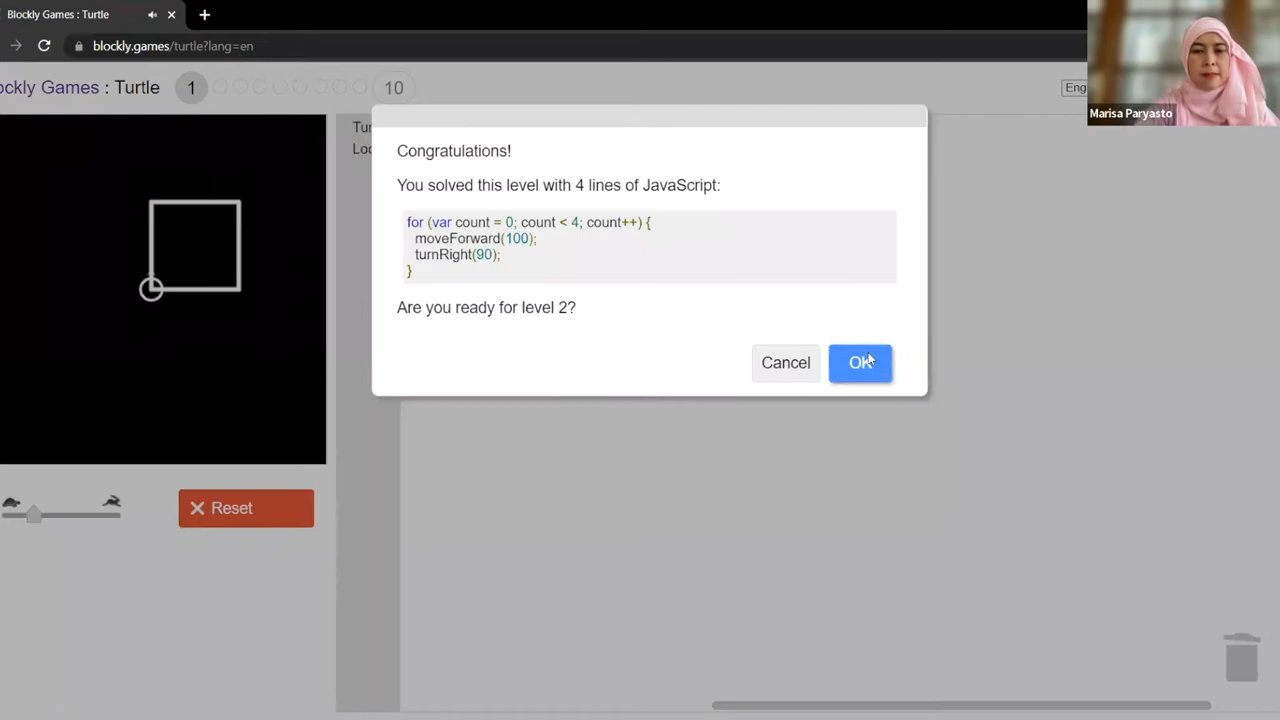 Blockly Games : Turtle
blockly.games/turtle?lang=en
ockly Games : Turtle 1 10
Eng
Marisa Paryasto
Tur
Loo
Congratulations!
You solved this level with 4 lines of JavaScript:
for (var count = 0; count < 4; count++) {
moveForward(100);
turnRight(90);
}
Are you ready for level 2?
Cancel OK
Reset